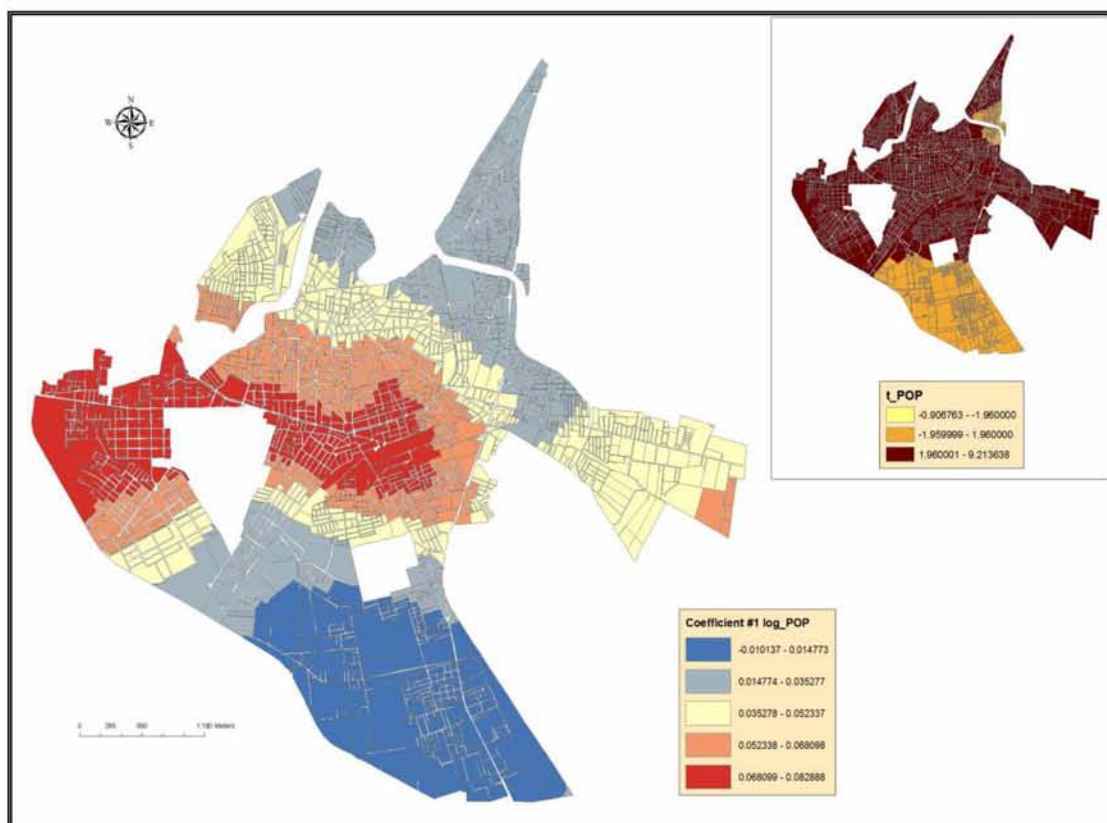 N
W E
S
t_POP
-0.906763 - -1.960000
-1.959999 - 1.960000
1.960001 - 9.213638
Coefficient #1 log_POP
-0.010137 - 0.014773
0.014774 - 0.035277
0.035278 - 0.052337
0.052338 - 0.068098
0.068099 - 0.082888
0 Meters